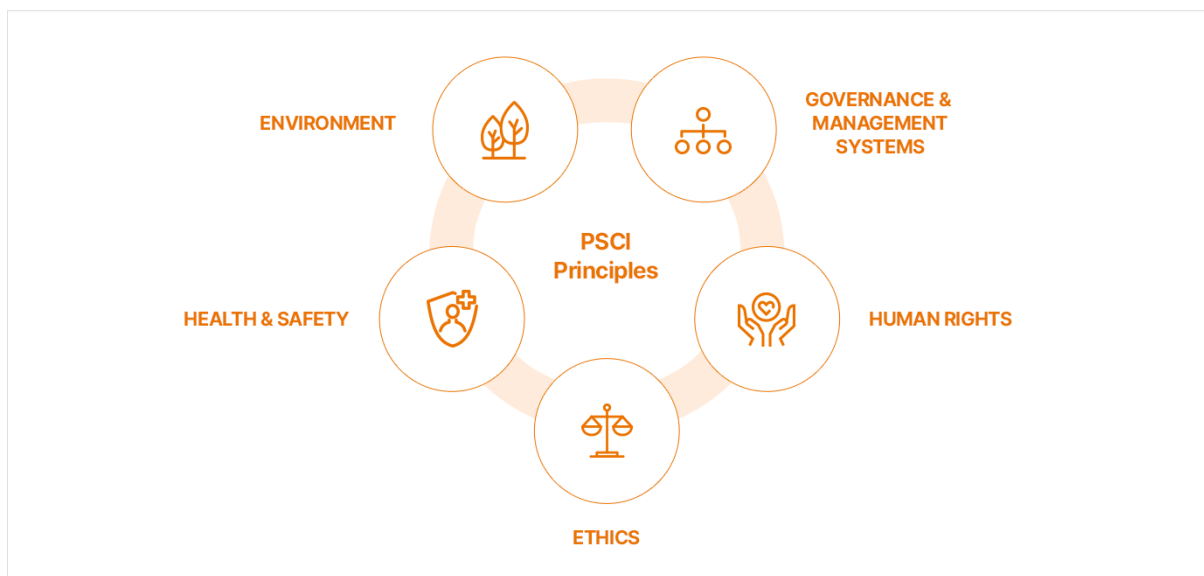 ENVIRONMENT
GOVERNANCE &
MANAGEMENT
SYSTEMS
PSCI
Principles
HEALTH & SAFETY
HUMAN RIGHTS
ETHICS